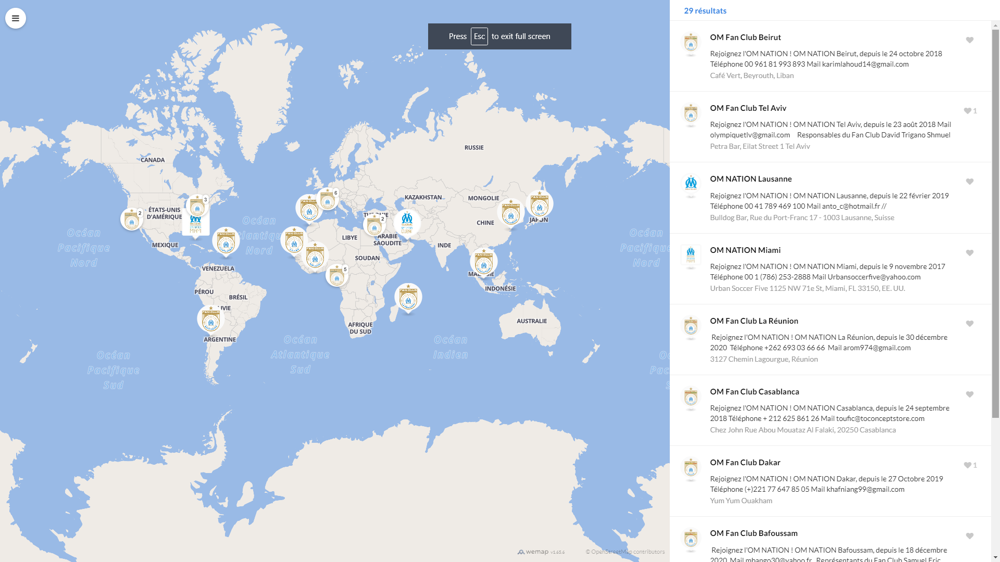 Press Esc to exit full screen
RUSSIE
CANADA
KAZAKHSTAN
MONGOLIE
ÉTATS-UNIS
D'AMÉRIQUE
3
2
6
2
5
CHINE
JAPON
LIBYE
ARABIE
SAOUDITE
INDE
MEXIQUE
SOUDAN
VENEZUELA
INDONÉSIE
PÉROU
BRÉSIL
AUSTRALIE
AFRIQUE
DU SUD
ARGENTINE
Océan
Pacifique
Nord
Océan
Nord
Océan
Pacifique
Nord
Océan
Pacifique
Sud
Océan
Atlantique
Sud
Océan
Indien
wemap v1.65.6
© OpenStreetMap contributors
29 résultats
OM Fan Club Beirut
Rejoignez l'OM NATION ! OM NATION Beirut, depuis le 24 octobre 2018
Téléphone 00 961 81 993 893 Mail karimlahoud14@gmail.com
Café Vert, Beyrouth, Liban
OM Fan Club Tel Aviv
1
Rejoignez l'OM NATION ! OM NATION Tel Aviv, depuis le 23 août 2018 Mail
olympiquetlv@gmail.com Responsables du Fan Club David Trigano Shmuel
Petra Bar, Eilat Street 1 Tel Aviv
OM NATION Lausanne
Rejoignez l'OM NATION ! OM NATION Lausanne, depuis le 22 février 2019
Téléphone 00 41 789 469 100 Mail anto_c@hotmail.fr //
Bulldog Bar, Rue du Port-Franc 17 - 1003 Lausanne, Suisse
OM NATION Miami
Rejoignez l'OM NATION ! OM NATION Miami, depuis le 9 novembre 2017
Téléphone 00 1 (786) 253-2888 Mail Urbansoccerfive@yahoo.com
Urban Soccer Five 1125 NW 71e St, Miami, FL 33150, EE. UU.
OM Fan Club La Réunion
Rejoignez l'OM NATION ! OM NATION La Réunion, depuis le 30 décembre
2020 Téléphone +262 693 03 66 66 Mail arom974@gmail.com
3127 Chemin Lagourgue, Réunion
OM Fan Club Casablanca
Rejoignez l'OM NATION ! OM NATION Casablanca, depuis le 24 septembre
2018 Téléphone + 212 625 861 26 Mail toufic@toconceptstore.com
Chez John Rue Abou Mouataz Al Falaki, 20250 Casablanca
OM Fan Club Dakar
1
Rejoignez l'OM NATION ! OM NATION Dakar, depuis le 27 Octobre 2019
Téléphone (+)221 77 647 85 05 Mail khafniang99@gmail.com
Yum Yum Ouakham
OM Fan Club Bafoussam
Rejoignez l'OM NATION ! OM NATION Bafoussam, depuis le 18 décembre
2020 Mail mbango30@yahoo.fr Représentants du Fan Club Samuel Eric